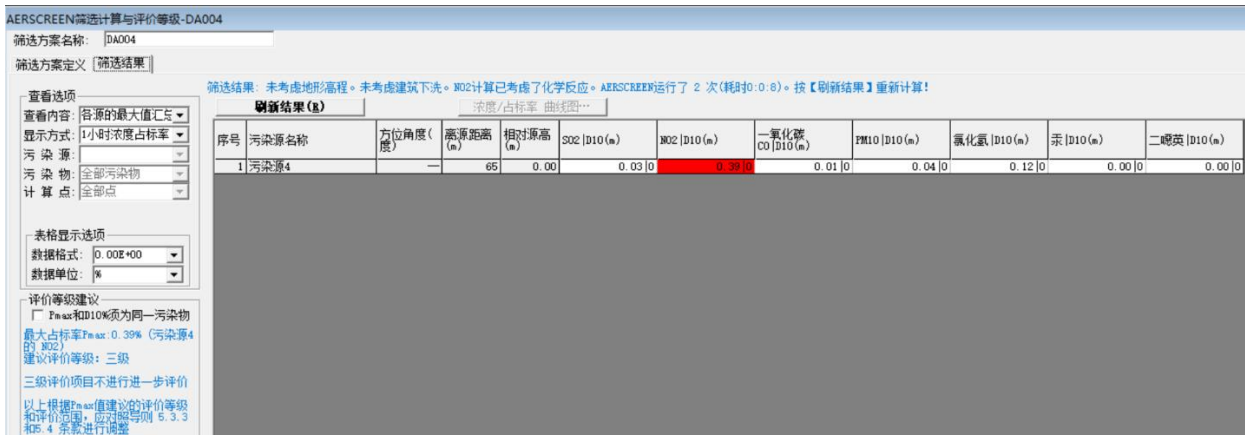 AERSCREEN筛选计算与评价等级-DA004
筛选方案名称: DA004
筛选方案定义 筛选结果
筛选结果: 未考虑地形高程。未考虑建筑下洗。NO2计算已考虑了化学反应。AERSCREEN运行了 2 次(耗时0:0:8)。按【刷新结果】重新计算!
查看选项
查看内容: 各源的最大值汇总
显示方式: 1小时浓度占标率
污 染 源:
污 染 物: 全部污染物
计 算 点: 全部点
表格显示选项
数据格式: 0.00E+00
数据单位: %
评价等级建议
Pmax和D10%须为同一污染物
最大占标率Pmax:0.39% (污染源4
的 NO2)
建议评价等级: 三级
三级评价项目不进行进一步评价
以上根据Pmax值建议的评价等级
和评价范围, 应对照导则 5.3.3
和5.4 条款进行调整
刷新结果(R) 浓度/占标率 曲线图…
序号 污染源名称 方位角度(度) 离源距离(m) 相对源高(m) SO2|D10(m) NO2|D10(m) 一氧化碳CO|D10(m) PM10|D10(m) 氯化氢|D10(m) 汞|D10(m) 二噁英|D10(m)
1 污染源4 — 65 0.00 0.03|0 0.39|0 0.01|0 0.04|0 0.12|0 0.00|0 0.00|0